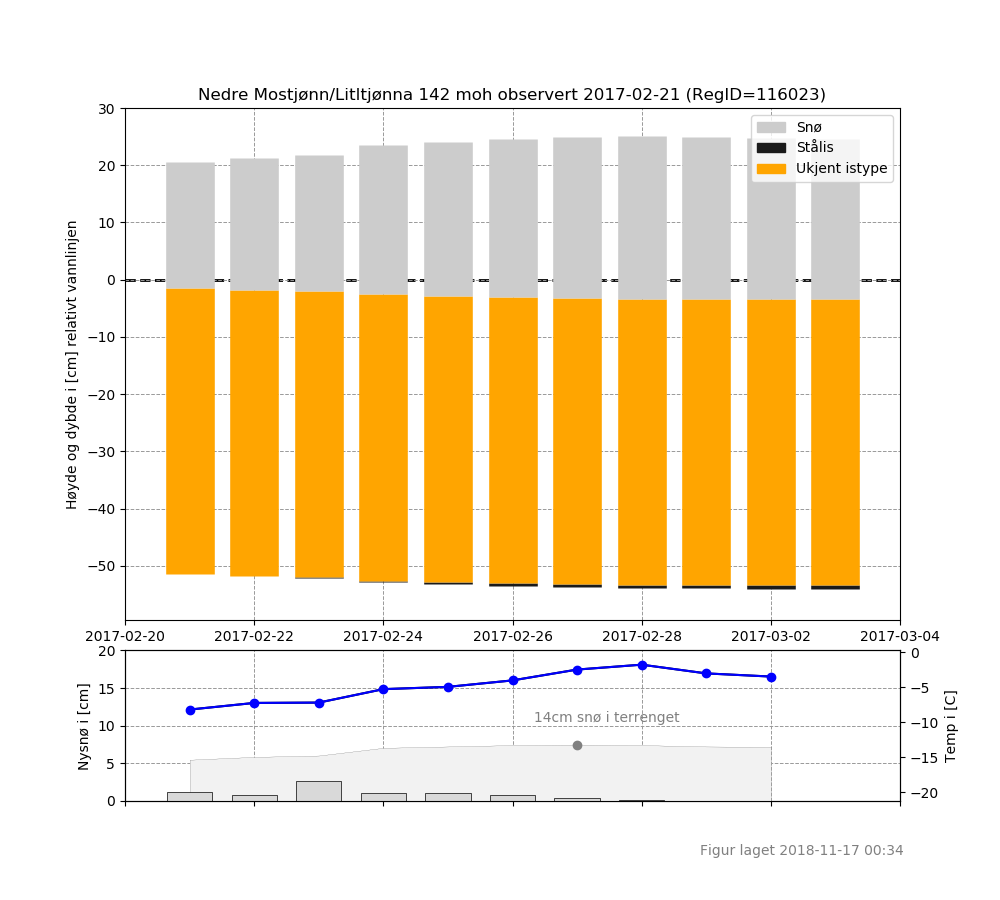 Nedre Mostjønn/Litltjønna 142 moh observert 2017-02-21 (RegID=116023)
Snø
Stålis
Ukjent istype
Høyde og dybde i [cm] relativt vannlinjen
30
20
10
0
−10
−20
−30
−40
−50
2017-02-20 2017-02-22 2017-02-24 2017-02-26 2017-02-28 2017-03-02 2017-03-04
Nysnø i [cm]
20
15
10
5
0
14cm snø i terrenget
0
−5
−10
−15
−20
Temp i [C]
Figur laget 2018-11-17 00:34